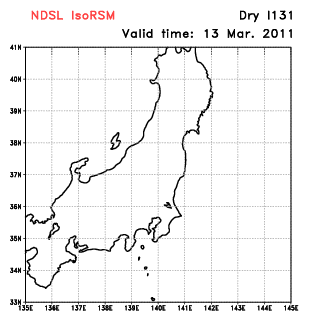 NDSL IsoRSM Dry I131
Valid time: 13 Mar. 2011
41N
40N
39N
38N
37N
36N
35N
34N
33N
135E 136E 137E 138E 139E 140E 141E 142E 143E 144E 145E